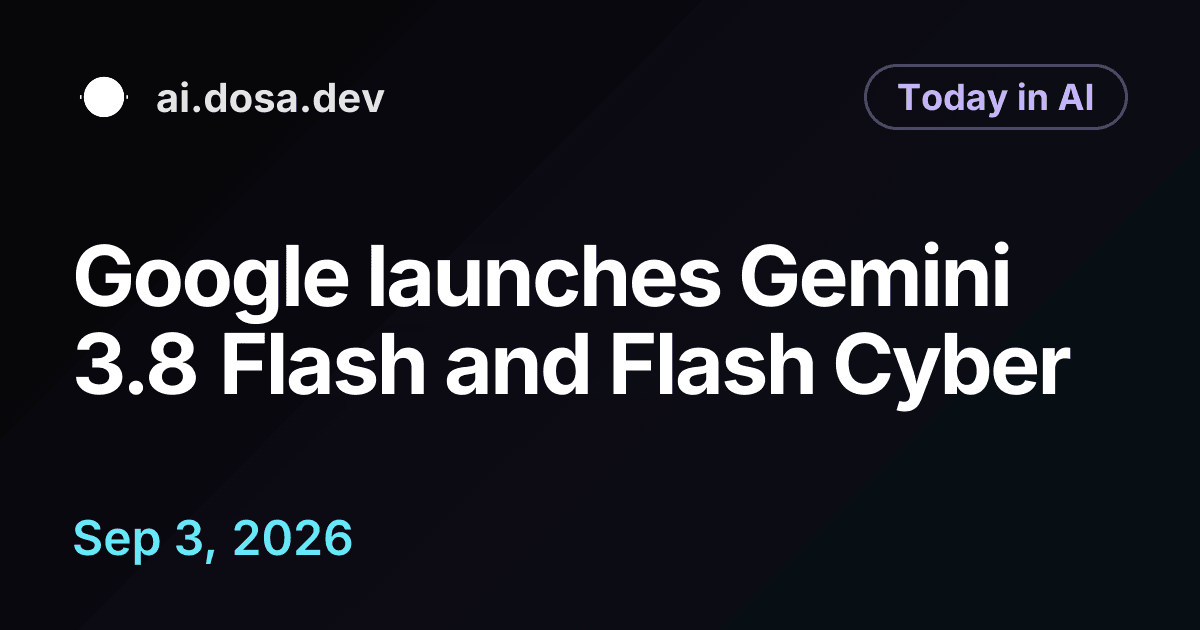 ai.dosa.dev
Today in AI
Google launches Gemini
3.8 Flash and Flash Cyber
Sep 3, 2026